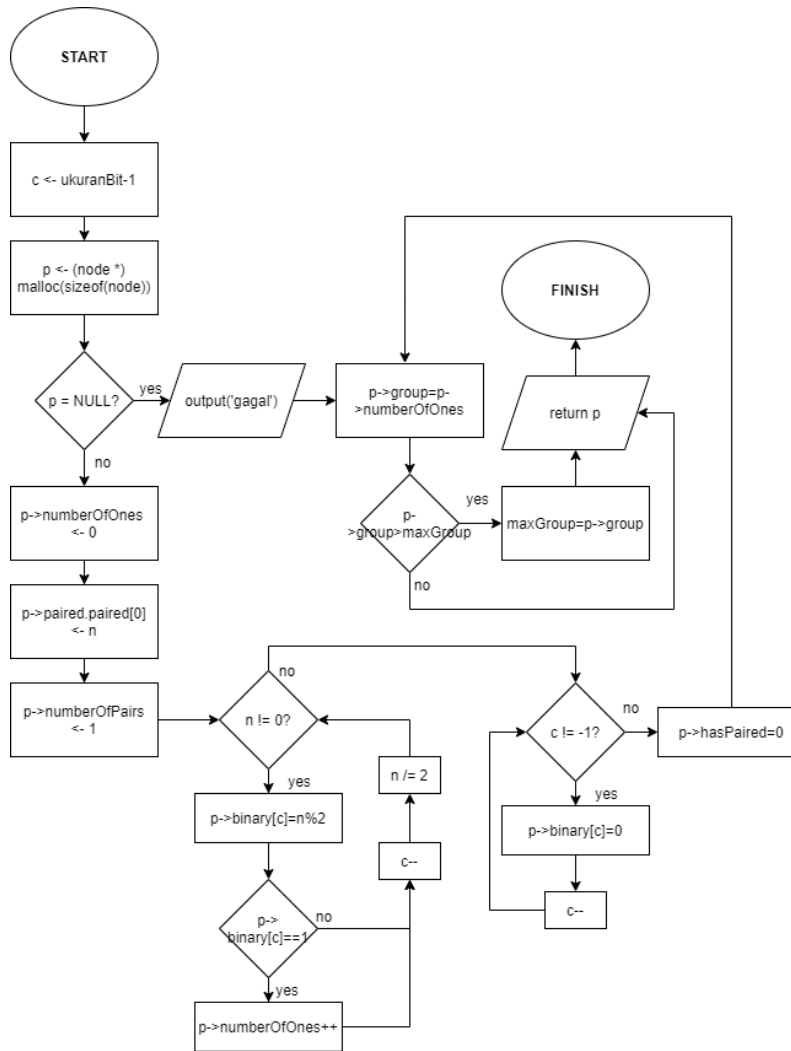 START
c <- ukuranBit-1
p <- (node *)
malloc(sizeof(node))
p = NULL?
yes
output('gagal')
no
p->numberOfOnes
<- 0
p->paired.paired[0]
<- n
p->numberOfPairs
<- 1
n != 0?
no
yes
p->binary[c]=n%2
p->
binary[c]==1
no
yes
p->numberOfOnes++
c--
n /= 2
c != -1?
no
yes
p->binary[c]=0
c--
p->hasPaired=0
p->group=p-
>numberOfOnes
p-
>group>maxGroup
yes
no
maxGroup=p->group
return p
FINISH